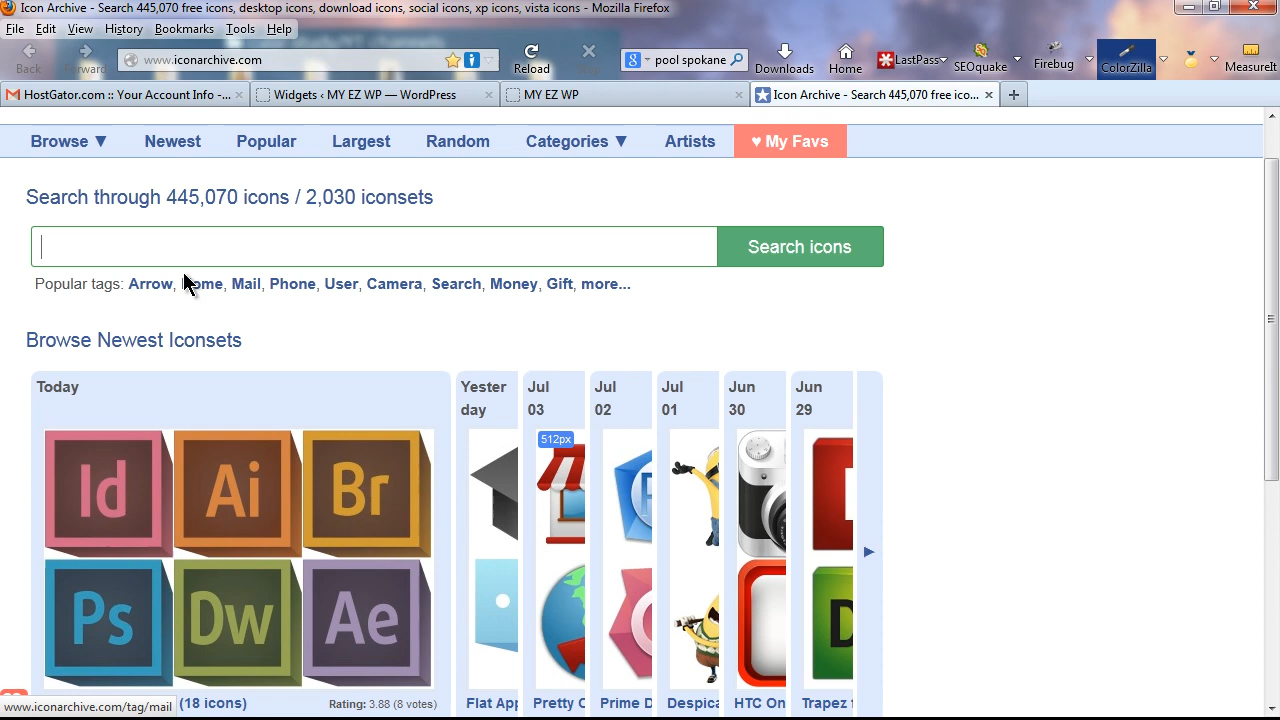 Icon Archive - Search 445,070 free icons, desktop icons, download icons, social icons, xp icons, vista icons - Mozilla Firefox
File Edit View History Bookmarks Tools Help
Back Forward www.iconarchive.com Reload pool spokane Downloads Home LastPass SEOquake Firebug ColorZilla MeasureIt
HostGator.com :: Your Account Info -... Widgets ‹ MY EZ WP — WordPress MY EZ WP Icon Archive - Search 445,070 free ico...
Browse ▼ Newest Popular Largest Random Categories ▼ Artists ♥ My Favs
Search through 445,070 icons / 2,030 iconsets
Search icons
Popular tags: Arrow, Home, Mail, Phone, User, Camera, Search, Money, Gift, more...
Browse Newest Iconsets
Today Yester Jul Jul Jul Jun Jun
day 03 02 01 30 29
512px
Id Ai Br
Ps Dw Ae
(18 icons) Rating: 3.88 (8 votes) Flat App Pretty O Prime D Despica HTC On Trapez f
www.iconarchive.com/tag/mail